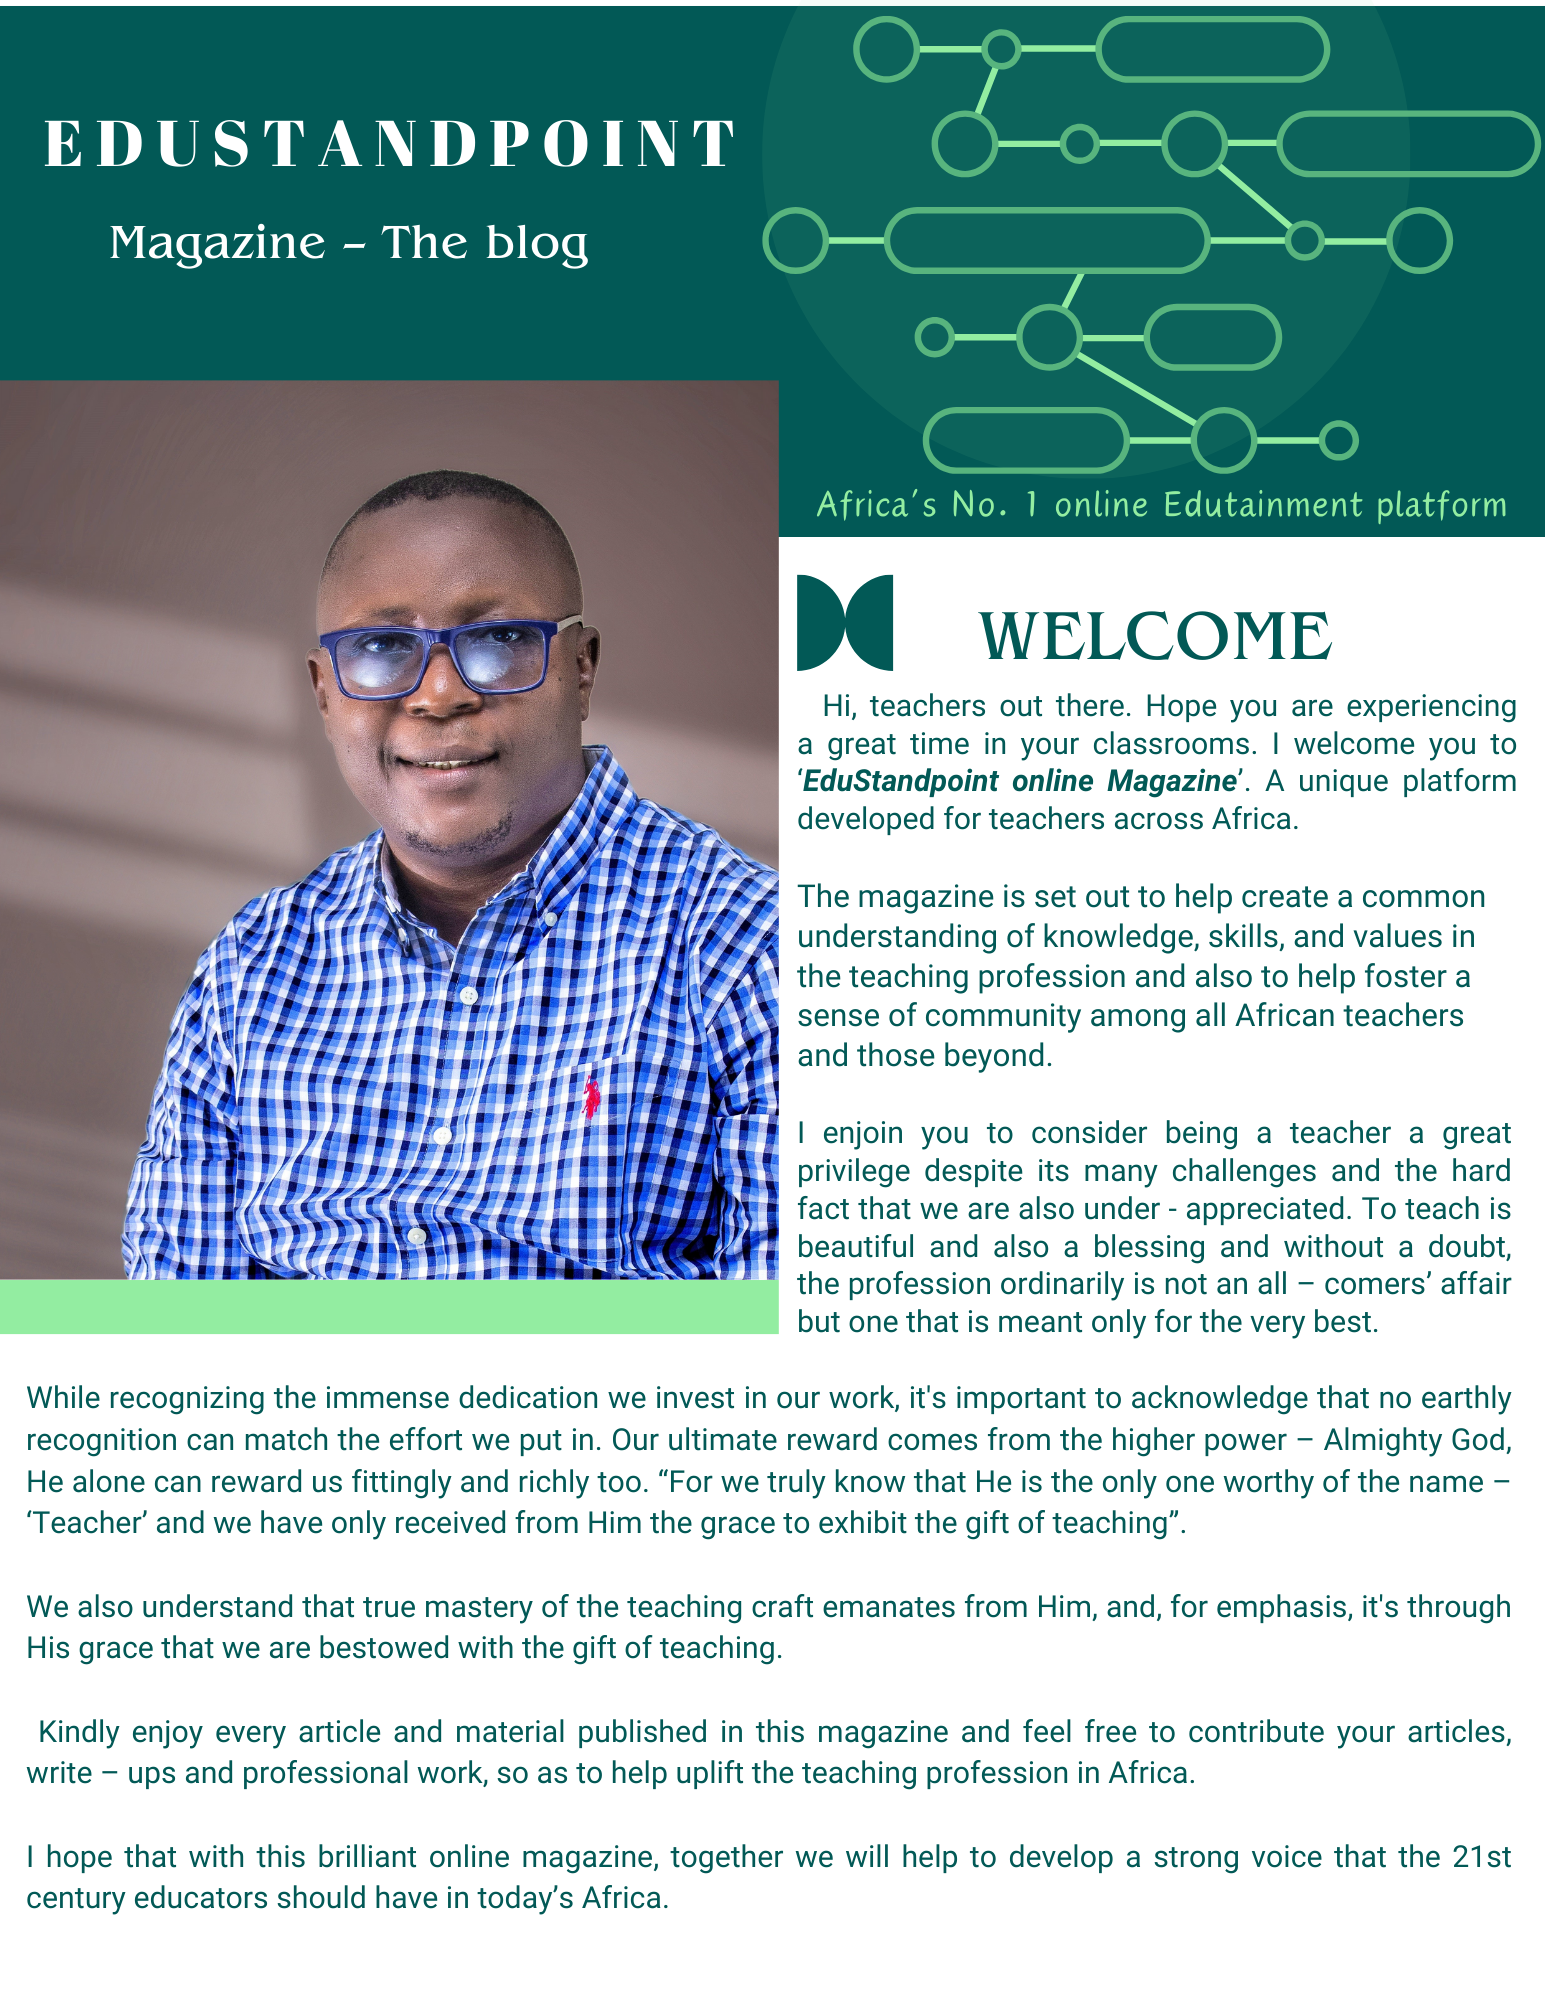 EDUSTANDPOINT
Magazine – The blog
Africa's No. 1 online Edutainment platform
WELCOME
Hi, teachers out there. Hope you are experiencing
a great time in your classrooms. I welcome you to
‘EduStandpoint online Magazine’. A unique platform
developed for teachers across Africa.
The magazine is set out to help create a common
understanding of knowledge, skills, and values in
the teaching profession and also to help foster a
sense of community among all African teachers
and those beyond.
I enjoin you to consider being a teacher a great
privilege despite its many challenges and the hard
fact that we are also under - appreciated. To teach is
beautiful and also a blessing and without a doubt,
the profession ordinarily is not an all – comers’ affair
but one that is meant only for the very best.
While recognizing the immense dedication we invest in our work, it's important to acknowledge that no earthly
recognition can match the effort we put in. Our ultimate reward comes from the higher power – Almighty God,
He alone can reward us fittingly and richly too. “For we truly know that He is the only one worthy of the name –
‘Teacher’ and we have only received from Him the grace to exhibit the gift of teaching”.
We also understand that true mastery of the teaching craft emanates from Him, and, for emphasis, it's through
His grace that we are bestowed with the gift of teaching.
Kindly enjoy every article and material published in this magazine and feel free to contribute your articles,
write – ups and professional work, so as to help uplift the teaching profession in Africa.
I hope that with this brilliant online magazine, together we will help to develop a strong voice that the 21st
century educators should have in today’s Africa.